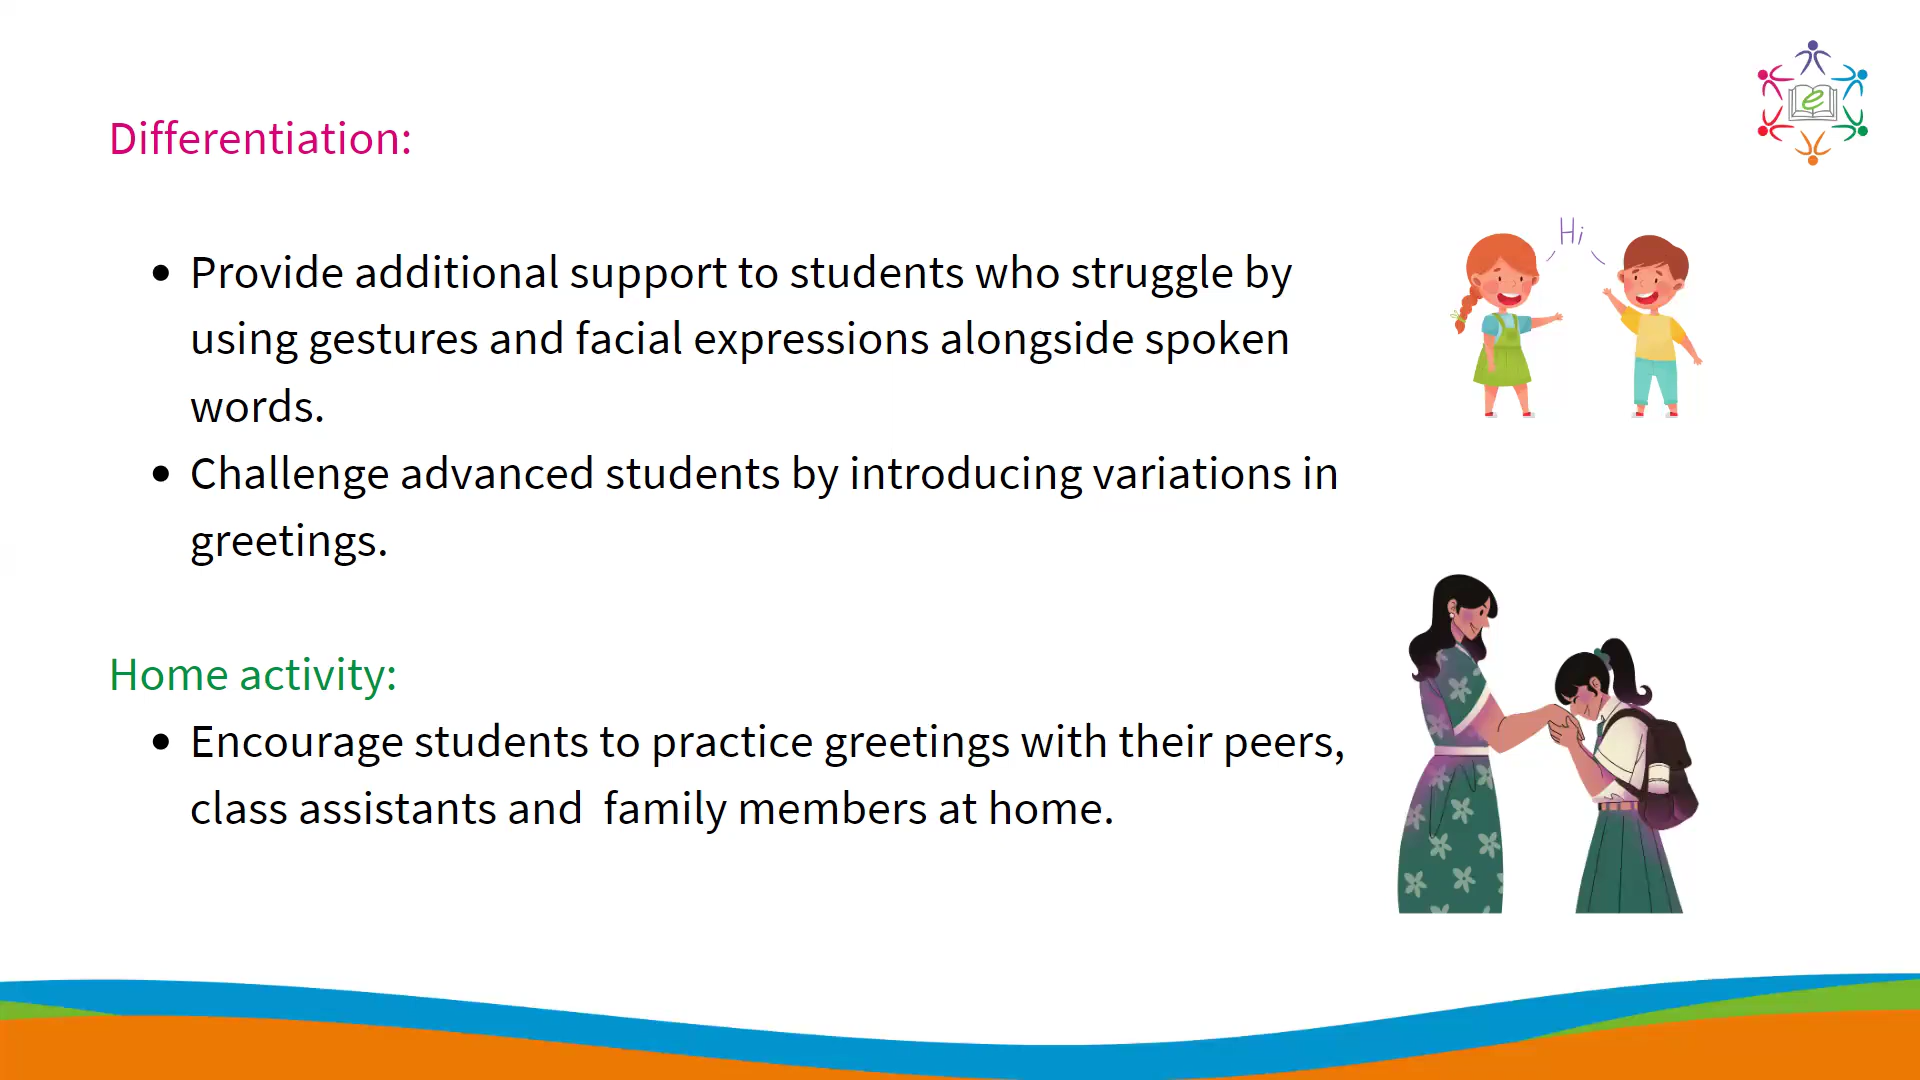 Differentiation:
Hi
• Provide additional support to students who struggle by
using gestures and facial expressions alongside spoken
words.
• Challenge advanced students by introducing variations in
greetings.
Home activity:
• Encourage students to practice greetings with their peers,
class assistants and  family members at home.